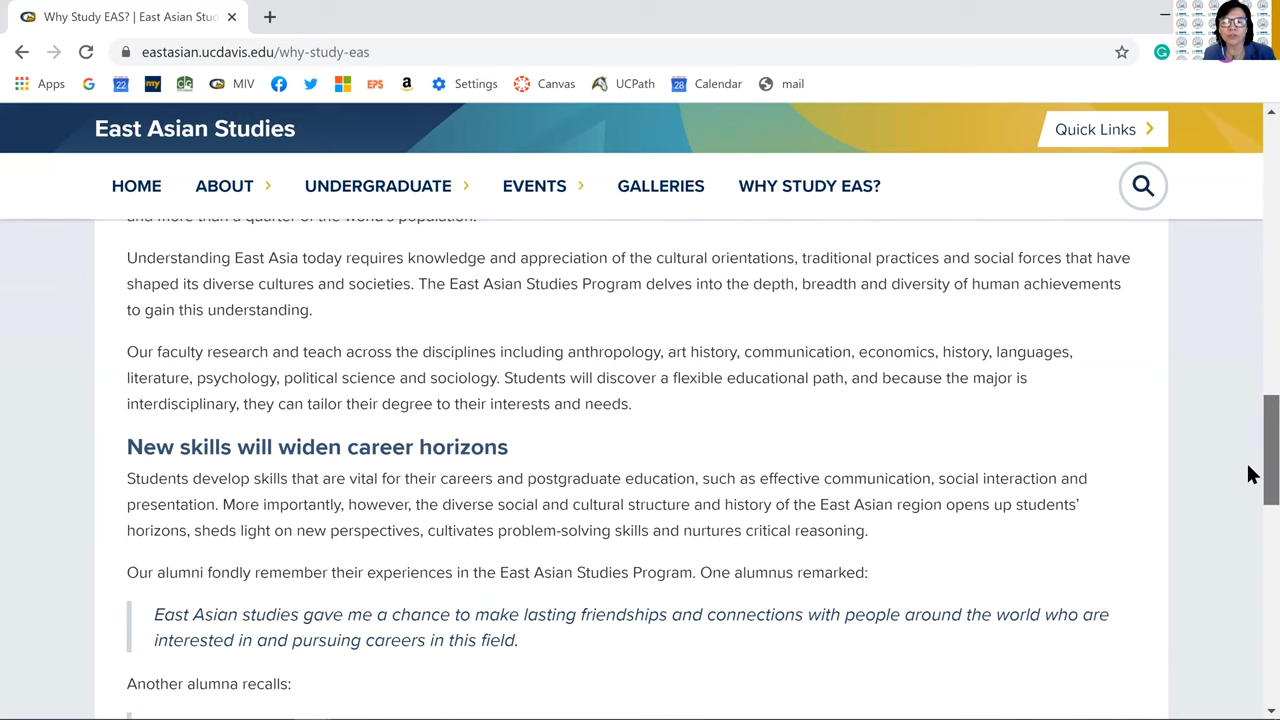 Why Study EAS? | East Asian Stud
eastasian.ucdavis.edu/why-study-eas
Apps
22
my
MIV
EPS
a
Settings
Canvas
UCPath
28
Calendar
mail
East Asian Studies
Quick Links
HOME
ABOUT
UNDERGRADUATE
EVENTS
GALLERIES
WHY STUDY EAS?
and more than a quarter of the world's population.
Understanding East Asia today requires knowledge and appreciation of the cultural orientations, traditional practices and social forces that have
shaped its diverse cultures and societies. The East Asian Studies Program delves into the depth, breadth and diversity of human achievements
to gain this understanding.
Our faculty research and teach across the disciplines including anthropology, art history, communication, economics, history, languages,
literature, psychology, political science and sociology. Students will discover a flexible educational path, and because the major is
interdisciplinary, they can tailor their degree to their interests and needs.
New skills will widen career horizons
Students develop skills that are vital for their careers and postgraduate education, such as effective communication, social interaction and
presentation. More importantly, however, the diverse social and cultural structure and history of the East Asian region opens up students'
horizons, sheds light on new perspectives, cultivates problem-solving skills and nurtures critical reasoning.
Our alumni fondly remember their experiences in the East Asian Studies Program. One alumnus remarked:
East Asian studies gave me a chance to make lasting friendships and connections with people around the world who are
interested in and pursuing careers in this field.
Another alumna recalls: